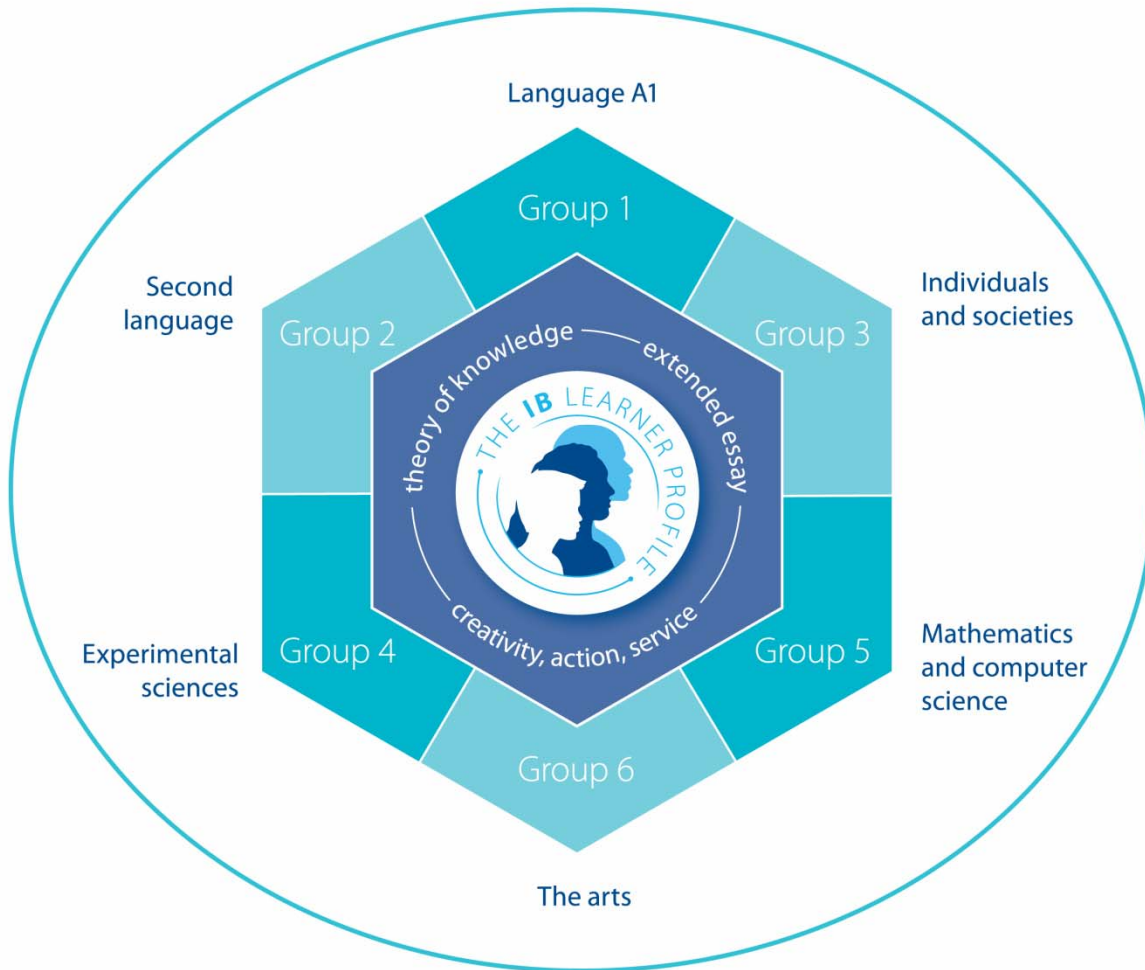 Language A1
Group 1
Second
language
Group 2
Group 3
Individuals
and societies
theory of knowledge
extended essay
THE IB LEARNER PROFILE
creativity, action, service
Experimental
sciences
Group 4
Group 5
Mathematics
and computer
science
Group 6
The arts